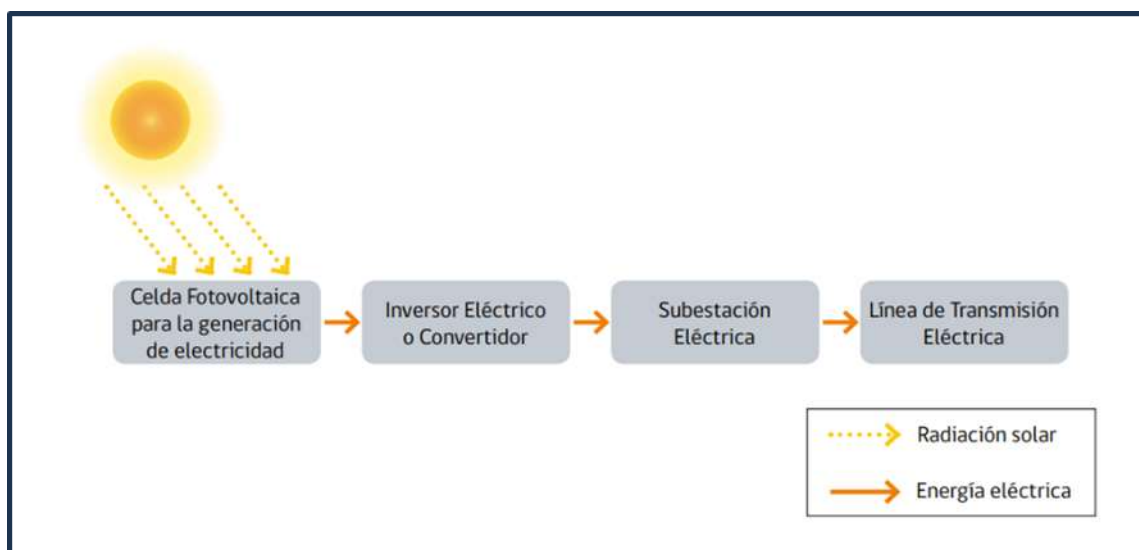 Celda Fotovoltaica
para la generación
de electricidad
Inversor Eléctrico
o Convertidor
Subestación
Eléctrica
Línea de Transmisión
Eléctrica
Radiación solar
Energía eléctrica